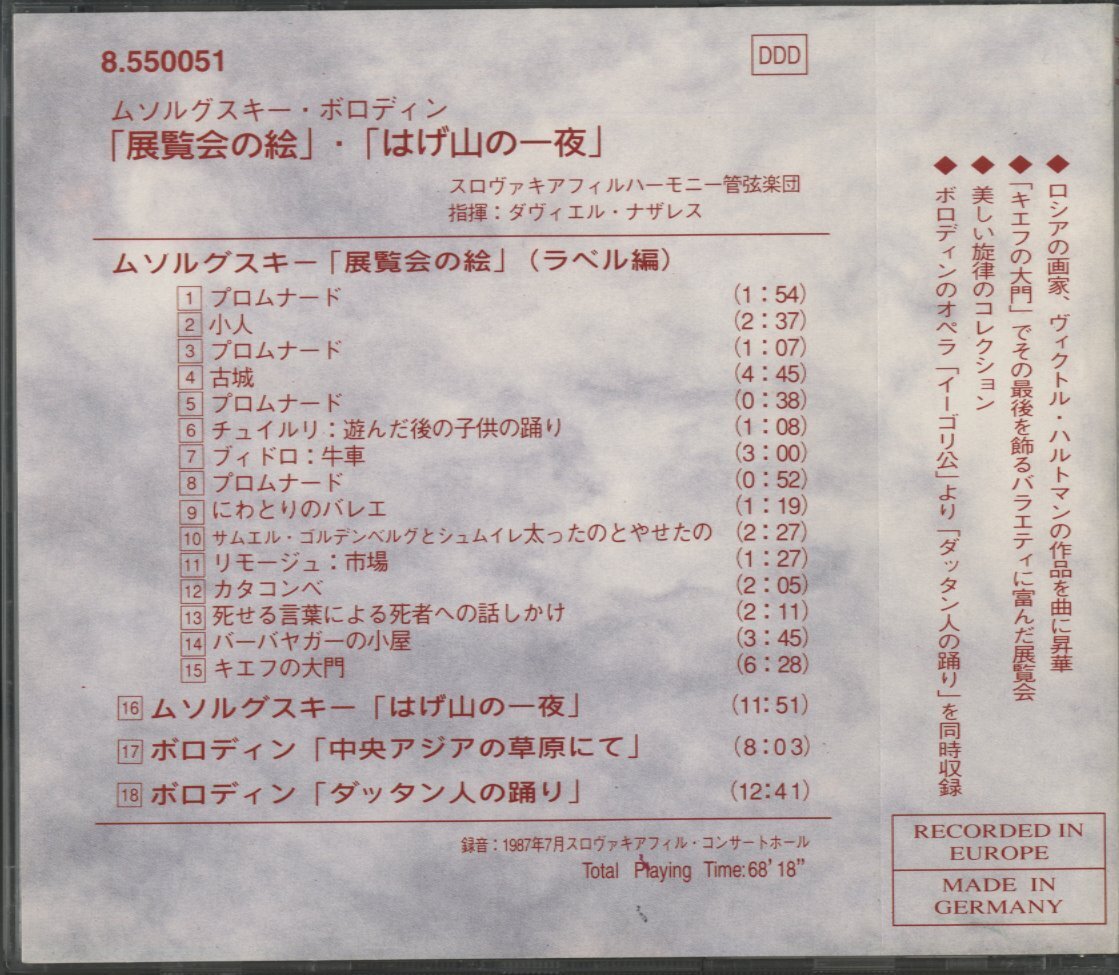 8.550051
DDD
ムソルグスキー・ボロディン
「展覧会の絵」・「はげ山の一夜」
スロヴァキアフィルハーモニー管弦楽団
指揮：ダヴィエル・ナザレス
ムソルグスキー「展覧会の絵」（ラベル編）
1 プロムナード (1：54)
2 小人 (2：37)
3 プロムナード (1：07)
4 古城 (4：45)
5 プロムナード (0：38)
6 チュイルリ：遊んだ後の子供の踊り (1：08)
7 ブィドロ：牛車 (3：00)
8 プロムナード (0：52)
9 にわとりのバレエ (1：19)
10 サムエル・ゴルデンベルグとシュムイレ太ったのとやせたの (2：27)
11 リモージュ：市場 (1：27)
12 カタコンベ (2：05)
13 死せる言葉による死者への話しかけ (2：11)
14 バーバヤガーの小屋 (3：45)
15 キエフの大門 (6：28)
16 ムソルグスキー「はげ山の一夜」 (11：51)
17 ボロディン「中央アジアの草原にて」 (8：03)
18 ボロディン「ダッタン人の踊り」 (12：41)
録音：1987年7月スロヴァキアフィル・コンサートホール
Total Playing Time: 68' 18"
◆ロシアの画家、ヴィクトル・ハルトマンの作品を曲に昇華
◆「キエフの大門」でその最後を飾るバラエティに富んだ展覧会
◆美しい旋律のコレクション
◆ボロディンのオペラ「イーゴリ公」より「ダッタン人の踊り」を同時収録
RECORDED IN
EUROPE
MADE IN
GERMANY